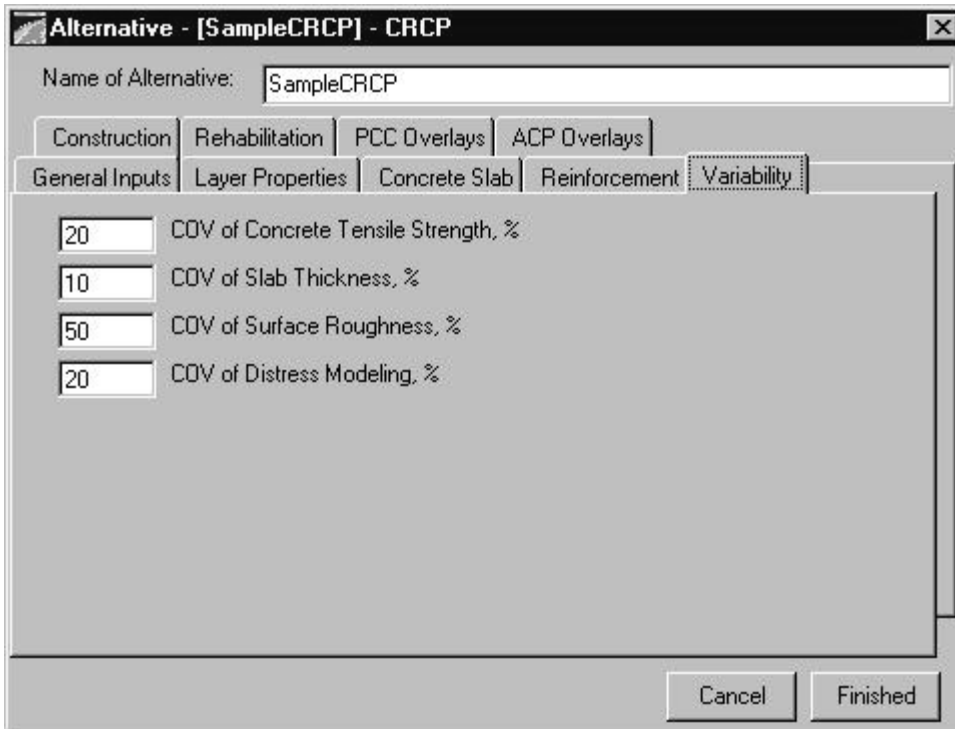 Alternative - [SampleCRCP] - CRCP
Name of Alternative: SampleCRCP
Construction Rehabilitation PCC Overlays ACP Overlays
General Inputs Layer Properties Concrete Slab Reinforcement Variability
20 COV of Concrete Tensile Strength, %
10 COV of Slab Thickness, %
50 COV of Surface Roughness, %
20 COV of Distress Modeling, %
Cancel Finished